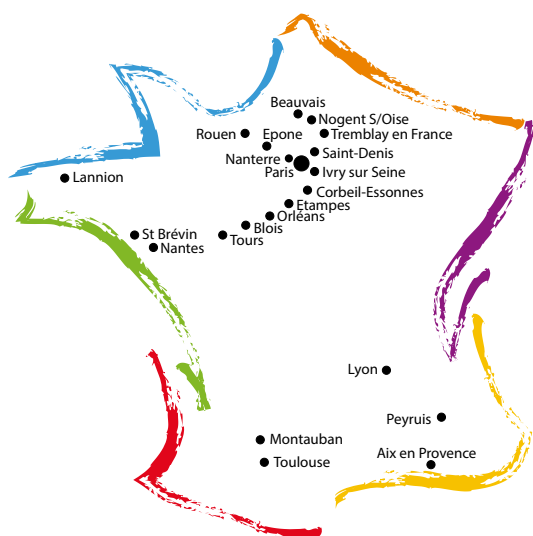 Beauvais
Nogent S/Oise
Rouen
Epone
Tremblay en France
Nanterre
Saint-Denis
Paris
Ivry sur Seine
Lannion
Corbeil-Essonnes
Etampes
Orléans
Blois
St Brévin
Tours
Nantes
Lyon
Peyruis
Montauban
Aix en Provence
Toulouse